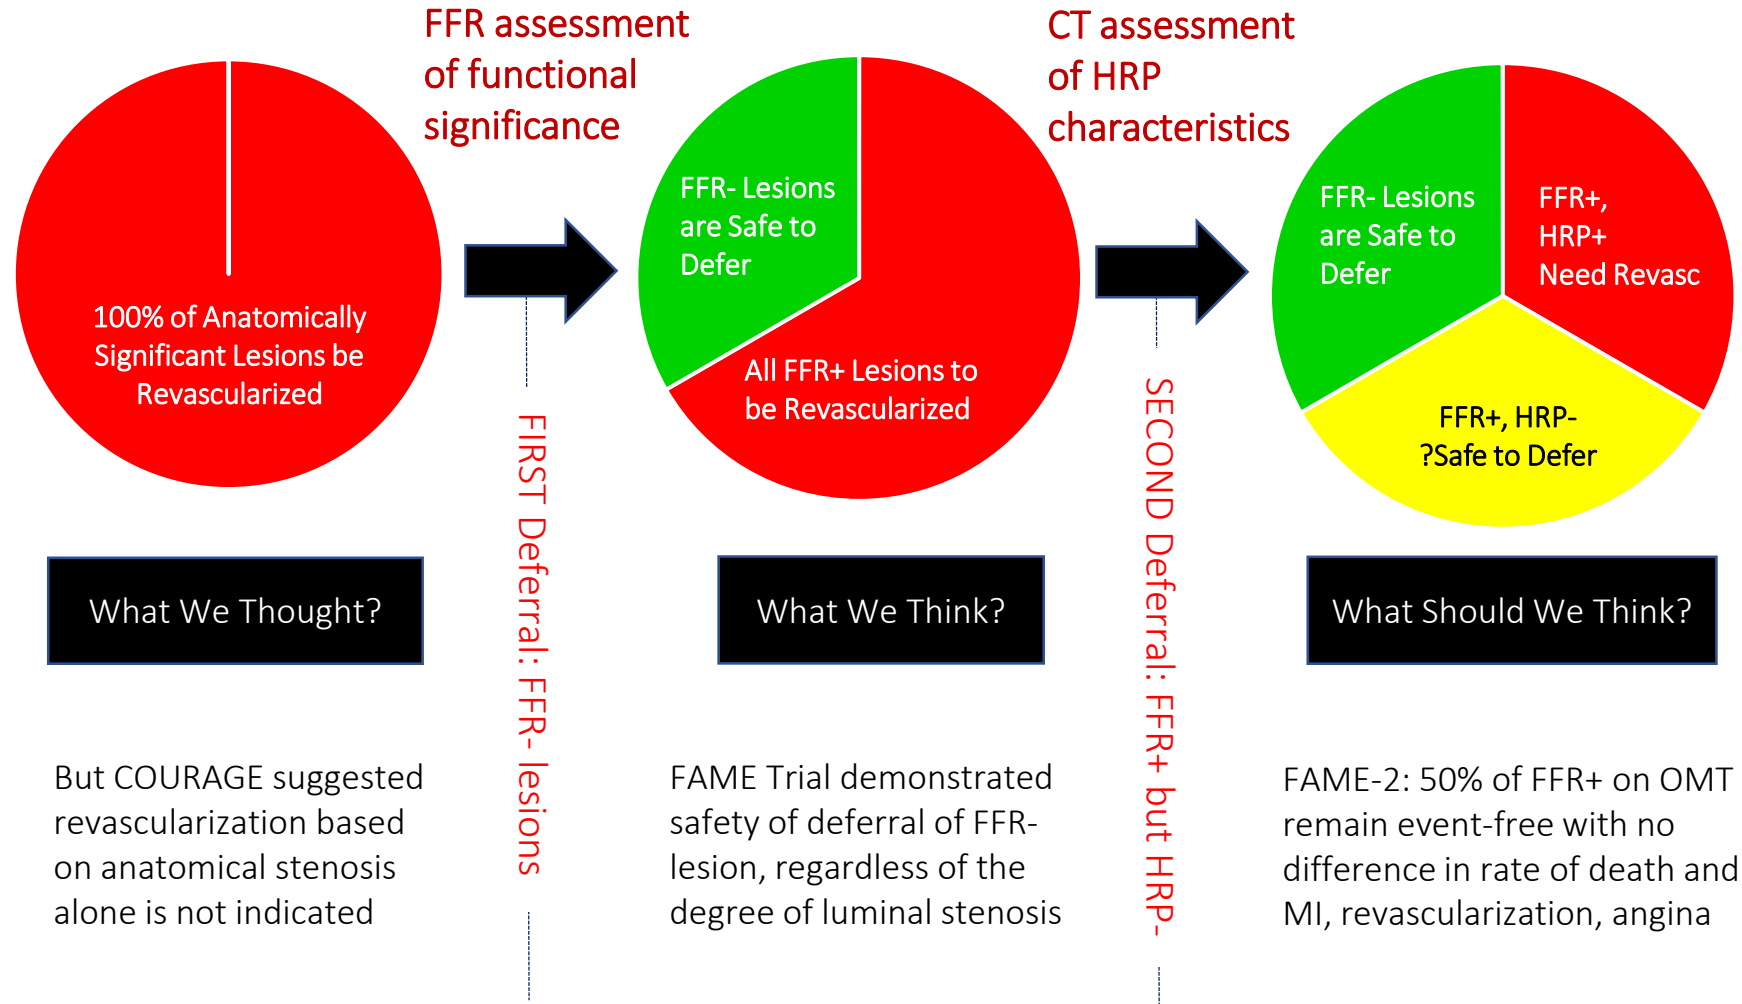 FFR assessment
of functional
significance
CT assessment
of HRP
characteristics
100% of Anatomically
Significant Lesions be
Revascularized
FFR- Lesions
are Safe to
Defer
All FFR+ Lesions to
be Revascularized
FFR- Lesions
are Safe to
Defer
FFR+,
HRP+
Need Revasc
FFR+, HRP-
?Safe to Defer
FIRST Deferral: FFR- lesions
SECOND Deferral: FFR+ but HRP-
What We Thought?
What We Think?
What Should We Think?
But COURAGE suggested
revascularization based
on anatomical stenosis
alone is not indicated
FAME Trial demonstrated
safety of deferral of FFR-
lesion, regardless of the
degree of luminal stenosis
FAME-2: 50% of FFR+ on OMT
remain event-free with no
difference in rate of death and
MI, revascularization, angina